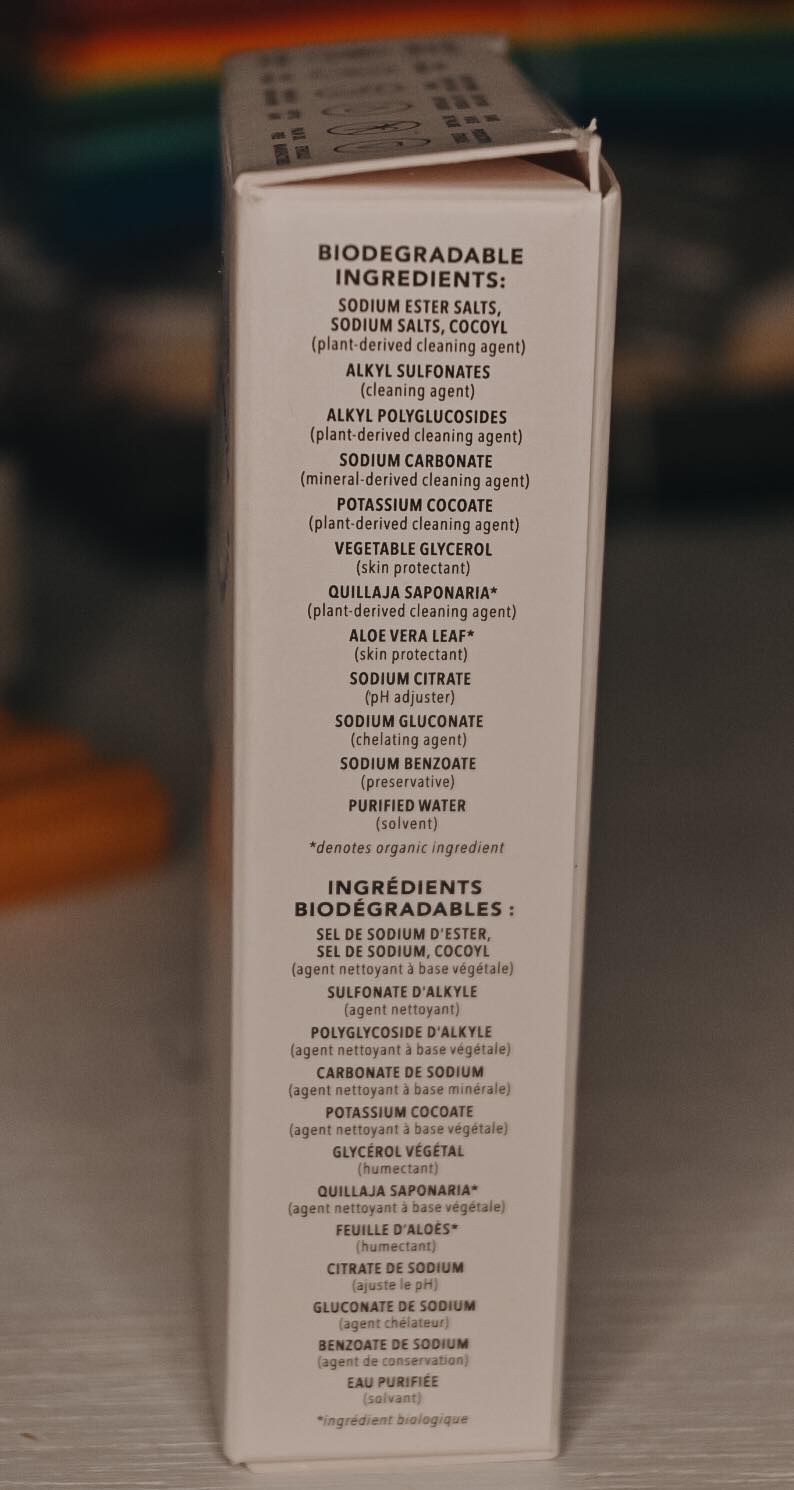 BIODEGRADABLE
INGREDIENTS:
SODIUM ESTER SALTS,
SODIUM SALTS, COCOYL
(plant-derived cleaning agent)
ALKYL SULFONATES
(cleaning agent)
ALKYL POLYGLUCOSIDES
(plant-derived cleaning agent)
SODIUM CARBONATE
(mineral-derived cleaning agent)
POTASSIUM COCOATE
(plant-derived cleaning agent)
VEGETABLE GLYCEROL
(skin protectant)
QUILLAJA SAPONARIA*
(plant-derived cleaning agent)
ALOE VERA LEAF*
(skin protectant)
SODIUM CITRATE
(pH adjuster)
SODIUM GLUCONATE
(chelating agent)
SODIUM BENZOATE
(preservative)
PURIFIED WATER
(solvent)
*denotes organic ingredient
INGRÉDIENTS
BIODÉGRADABLES :
SEL DE SODIUM D'ESTER,
SEL DE SODIUM, COCOYL
(agent nettoyant à base végétale)
SULFONATE D'ALKYLE
(agent nettoyant)
POLYGLYCOSIDE D'ALKYLE
(agent nettoyant à base végétale)
CARBONATE DE SODIUM
(agent nettoyant à base minérale)
POTASSIUM COCOATE
(agent nettoyant à base végétale)
GLYCÉROL VÉGÉTAL
(humectant)
QUILLAJA SAPONARIA*
(agent nettoyant à base végétale)
FEUILLE D'ALOÈS*
(humectant)
CITRATE DE SODIUM
(ajuste le pH)
GLUCONATE DE SODIUM
(agent chélateur)
BENZOATE DE SODIUM
(agent de conservation)
EAU PURIFIÉE
(solvant)
*ingrédient biologique